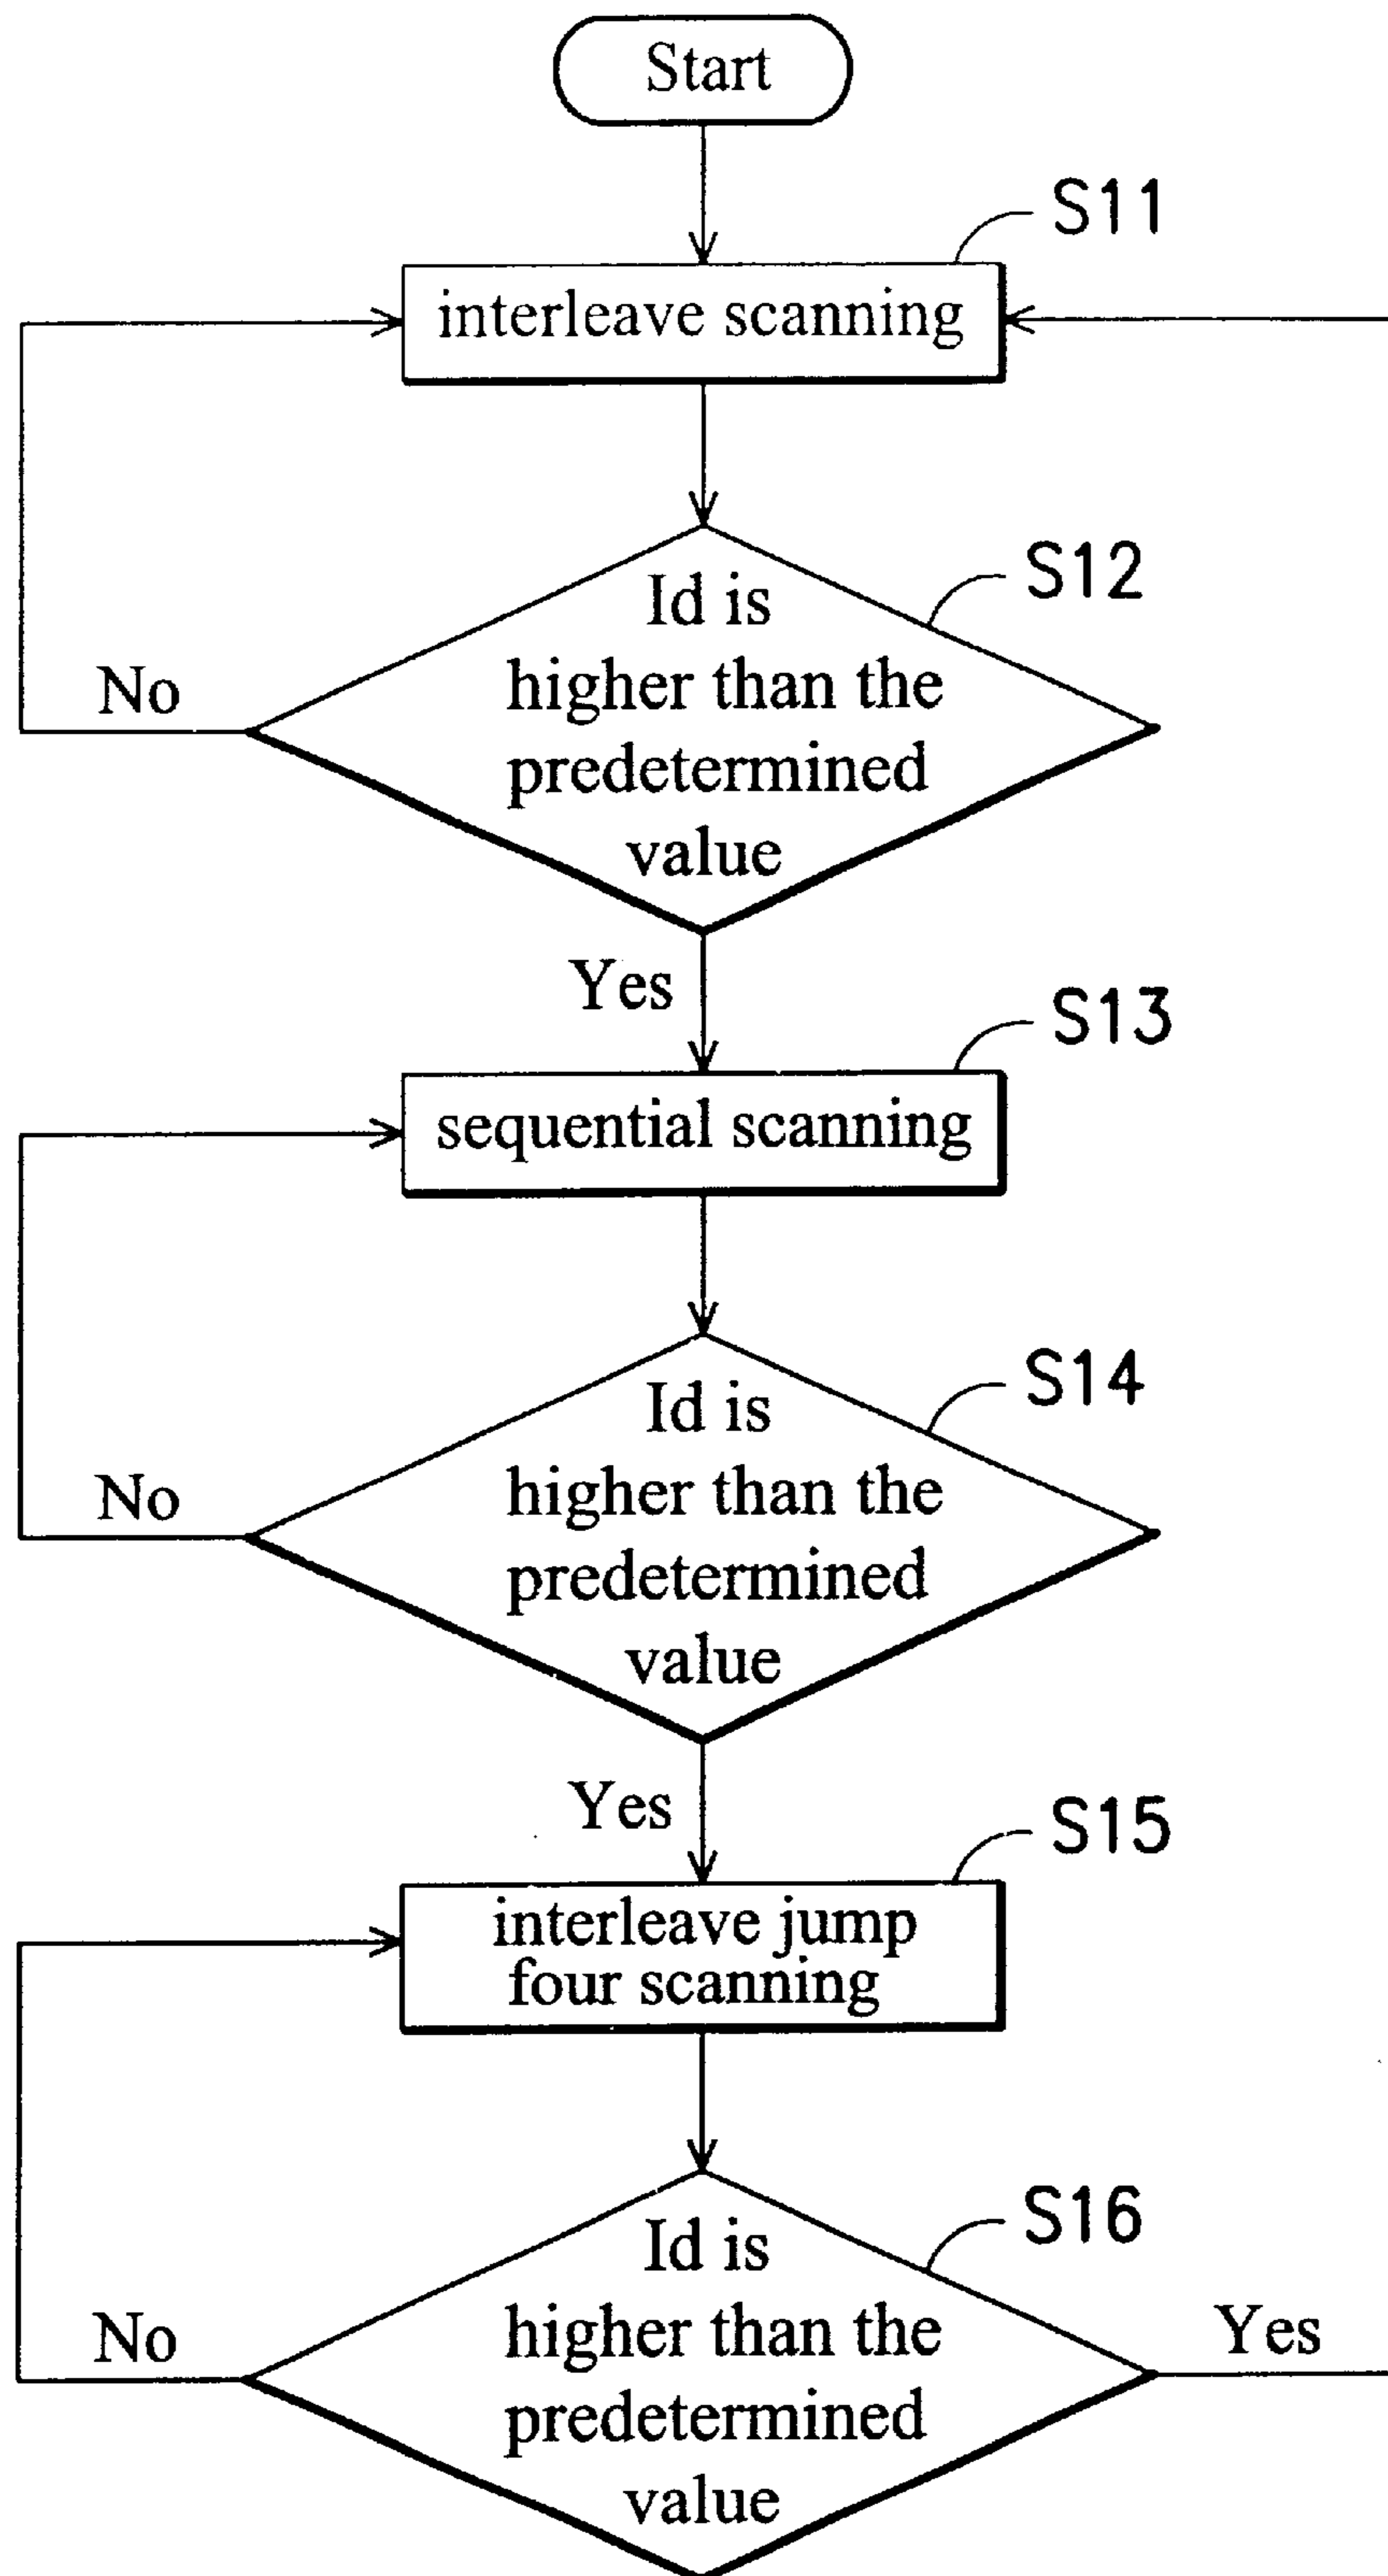 Start
S11
interleave scanning
S12
Id is
higher than the
predetermined
value
No
Yes
S13
sequential scanning
S14
Id is
higher than the
predetermined
value
No
Yes
S15
interleave jump
four scanning
S16
Id is
higher than the
predetermined
value
No
Yes